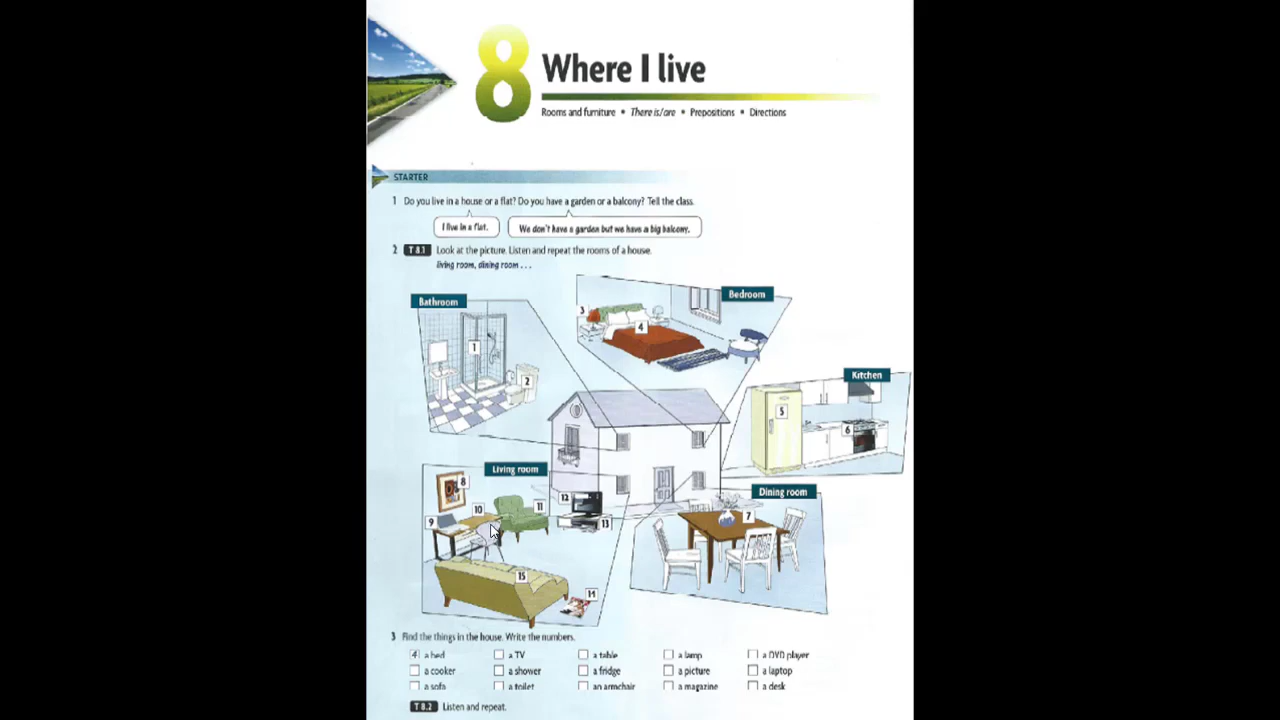 8
Where I live
Rooms and furniture • There is/are • Prepositions • Directions
STARTER
1 Do you live in a house or a flat? Do you have a garden or a balcony? Tell the class.
I live in a flat.
We don't have a garden but we have a big balcony.
2 T 8.1 Look at the picture. Listen and repeat the rooms of a house.
living room, dining room . . .
Bathroom
1
2
Bedroom
3
4
Kitchen
5
6
Living room
8
9
10
11
12
13
14
15
Dining room
7
3 Find the things in the house. Write the numbers.
4 a bed a TV a table a lamp a DVD player
a cooker a shower a fridge a picture a laptop
a sofa a toilet an armchair a magazine a desk
T 8.2 Listen and repeat.